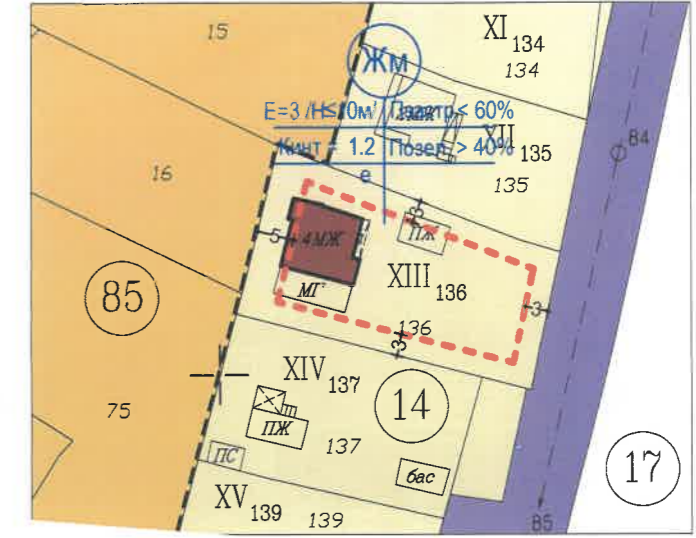 15
XI 134
134
Жм
E=3 /H≤10м
Пзастр< 60%
Кинт = 1.2
Позел. > 40%
е
XII 135
135
84
16
3
5
4МЖ
ПЖ
XIII 136
МГ
136
3
3
85
XIV 137
14
75
ПЖ
137
ПС
бас
17
XV 139
139
85